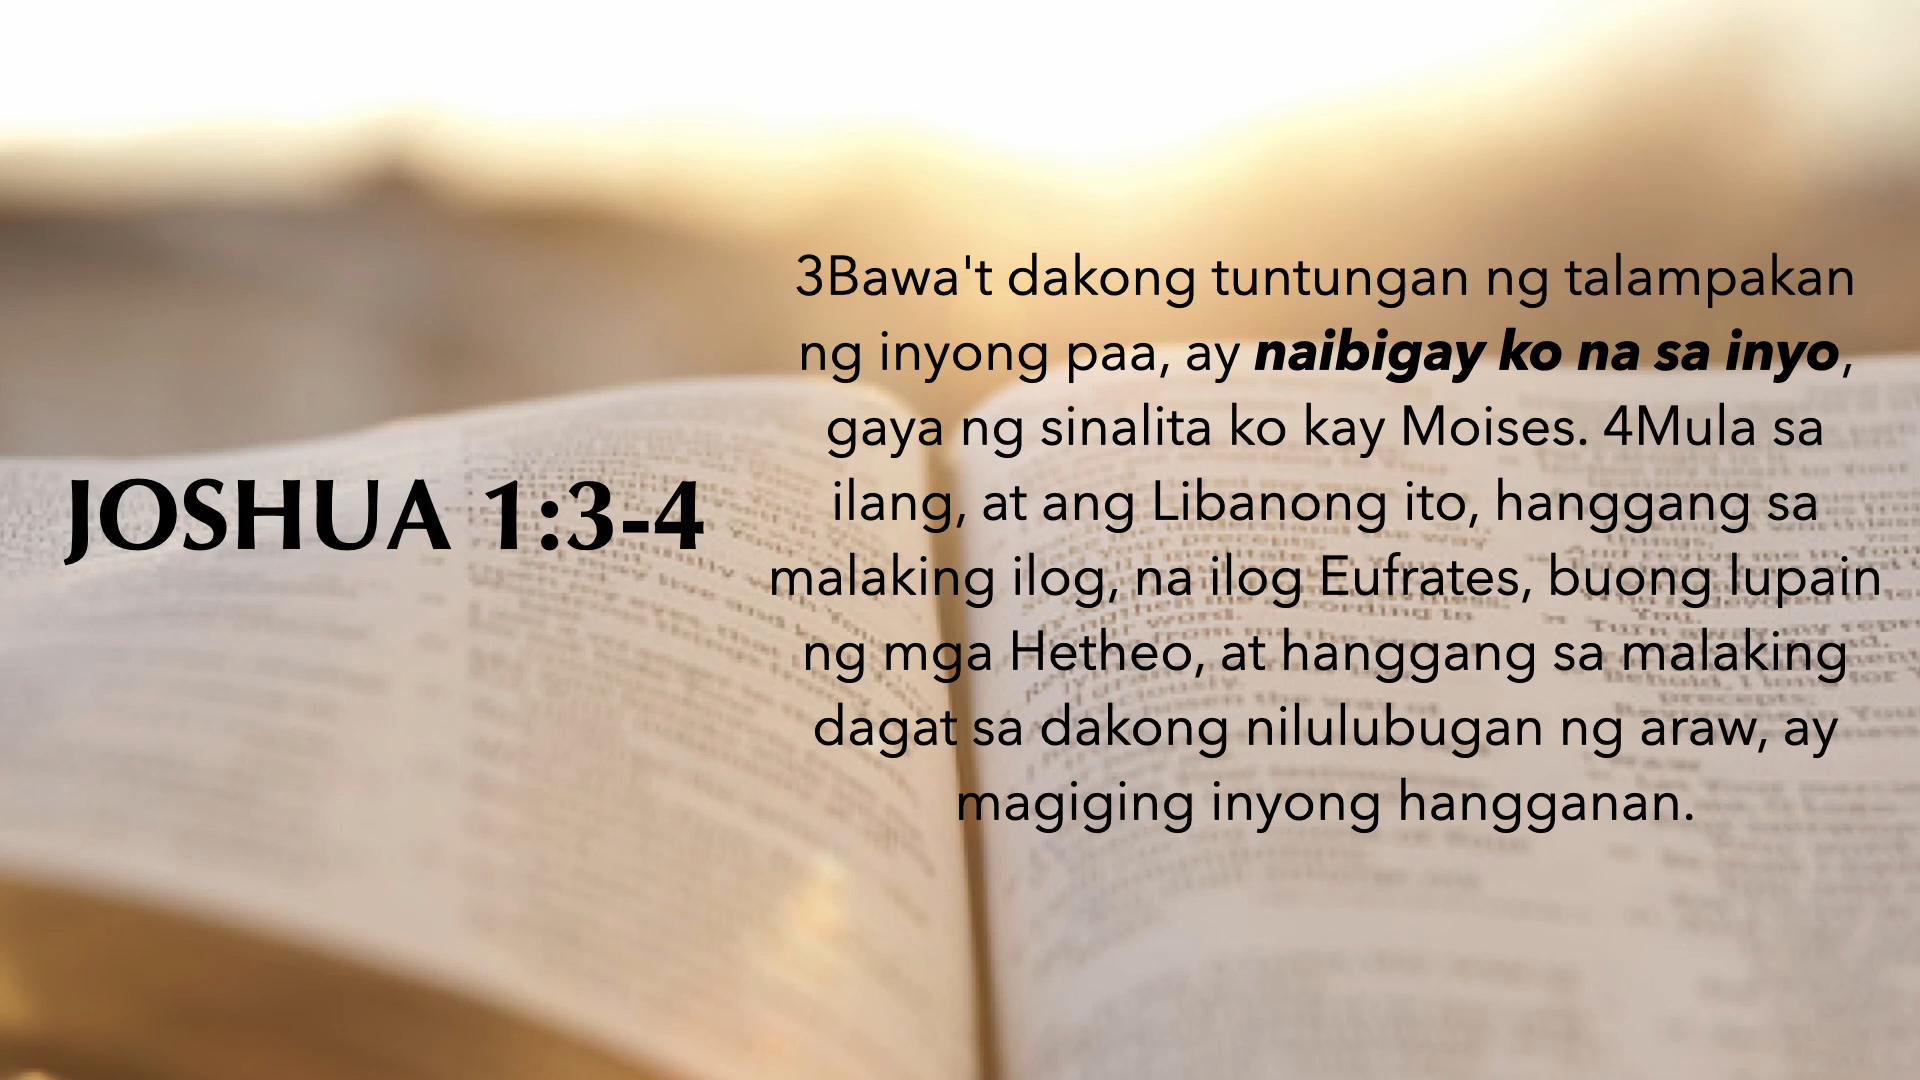 JOSHUA 1:3-4
3Bawa't dakong tuntungan ng talampakan
ng inyong paa, ay naibigay ko na sa inyo,
gaya ng sinalita ko kay Moises. 4Mula sa
ilang, at ang Libanong ito, hanggang sa
malaking ilog, na ilog Eufrates, buong lupain
ng mga Hetheo, at hanggang sa malaking
dagat sa dakong nilulubugan ng araw, ay
magiging inyong hangganan.